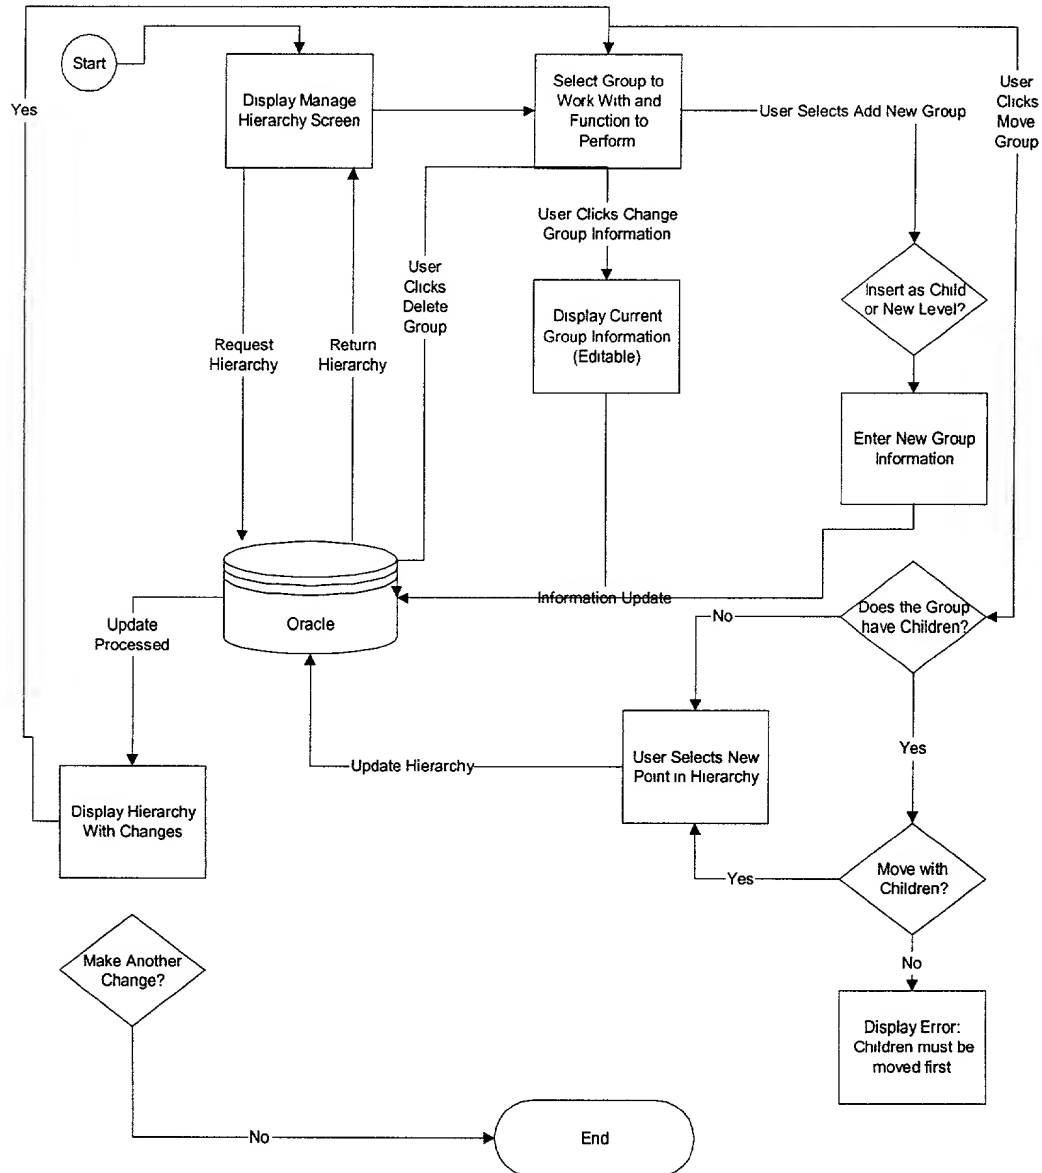 Start
Yes
Display Manage
Hierarchy Screen
Select Group to
Work With and
Function to
Perform
User Selects Add New Group
User
Clicks
Move
Group
User Clicks Change
Group Information
User
Clicks
Delete
Group
Insert as Child
or New Level?
Display Current
Group Information
(Editable)
Request
Hierarchy
Return
Hierarchy
Enter New Group
Information
Information Update
Oracle
Update
Processed
No
Does the Group
have Children?
Yes
User Selects New
Point in Hierarchy
Update Hierarchy
Display Hierarchy
With Changes
Yes
Move with
Children?
Make Another
Change?
No
Display Error:
Children must be
moved first
No
End